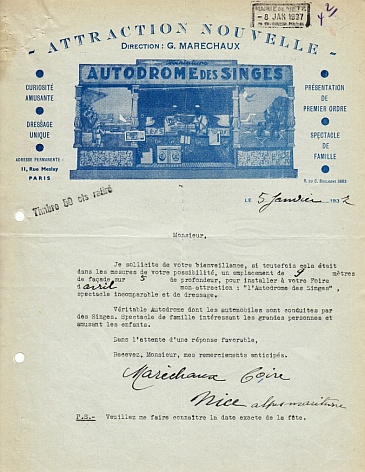 MAIRIE DE METZ
- 8 JAN 1937
- ATTRACTION NOUVELLE -
DIRECTION : G. MARECHAUX
miniature
AUTODROME DES SINGES
CURIOSITÉ
AMUSANTE
DRESSAGE
UNIQUE
ADRESSE PERMANENTE :
11, Rue Meslay
PARIS
PRÉSENTATION
DE
PREMIER ORDRE
SPECTACLE
DE
FAMILLE
Timbre 50 cts retiré
LE 5 Janvier 1937
Monsieur,
Je sollicite de votre bienveillance, si toutefois cela était
dans les mesures de votre possibilité, un emplacement de 9 mètres
de façade, sur 5 de profondeur, pour installer à votre Foire
d'avril mon attraction : "l'Autodrome des Singes",
spectacle incomparable et de dressage.
Véritable Autodrome dont les automobiles sont conduites par
des Singes. Spectacle de famille intéressant les grandes personnes et
amusant les enfants.
Dans l'attente d'une réponse favorable,
Recevez, Monsieur, mes remerciements anticipés.
Maréchaux
Nice alpes maritime
P.S.- Veuillez me faire connaître la date exacte de la fête.